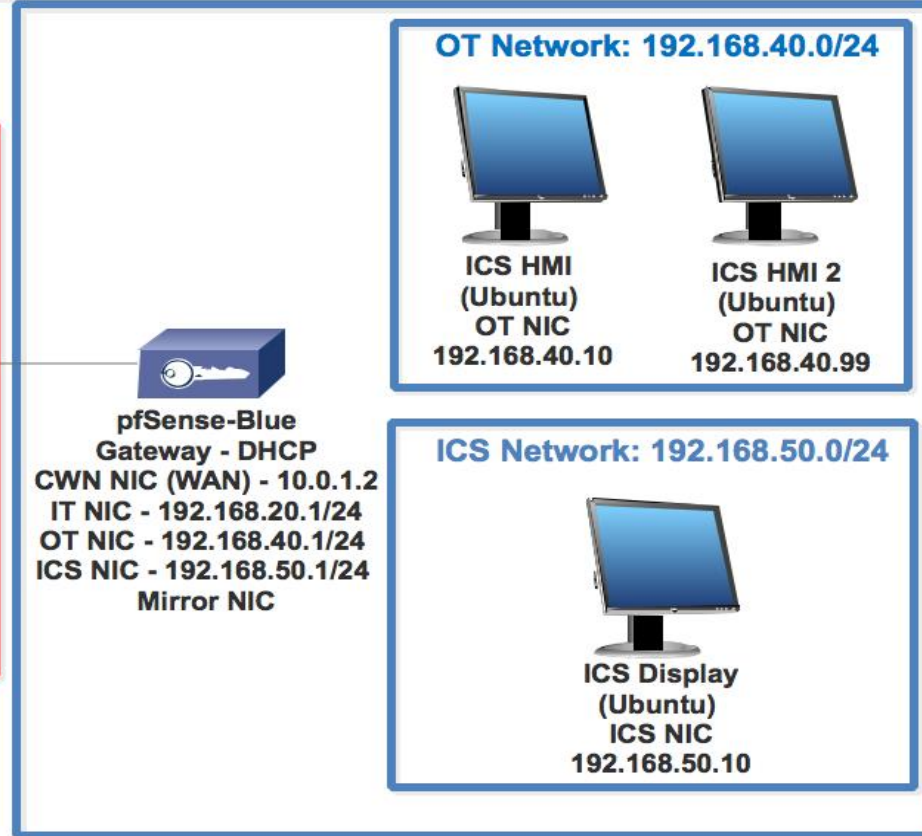 OT Network: 192.168.40.0/24
ICS HMI
(Ubuntu)
OT NIC
192.168.40.10
ICS HMI 2
(Ubuntu)
OT NIC
192.168.40.99
pfSense-Blue
Gateway - DHCP
CWN NIC (WAN) - 10.0.1.2
IT NIC - 192.168.20.1/24
OT NIC - 192.168.40.1/24
ICS NIC - 192.168.50.1/24
Mirror NIC
ICS Network: 192.168.50.0/24
ICS Display
(Ubuntu)
ICS NIC
192.168.50.10